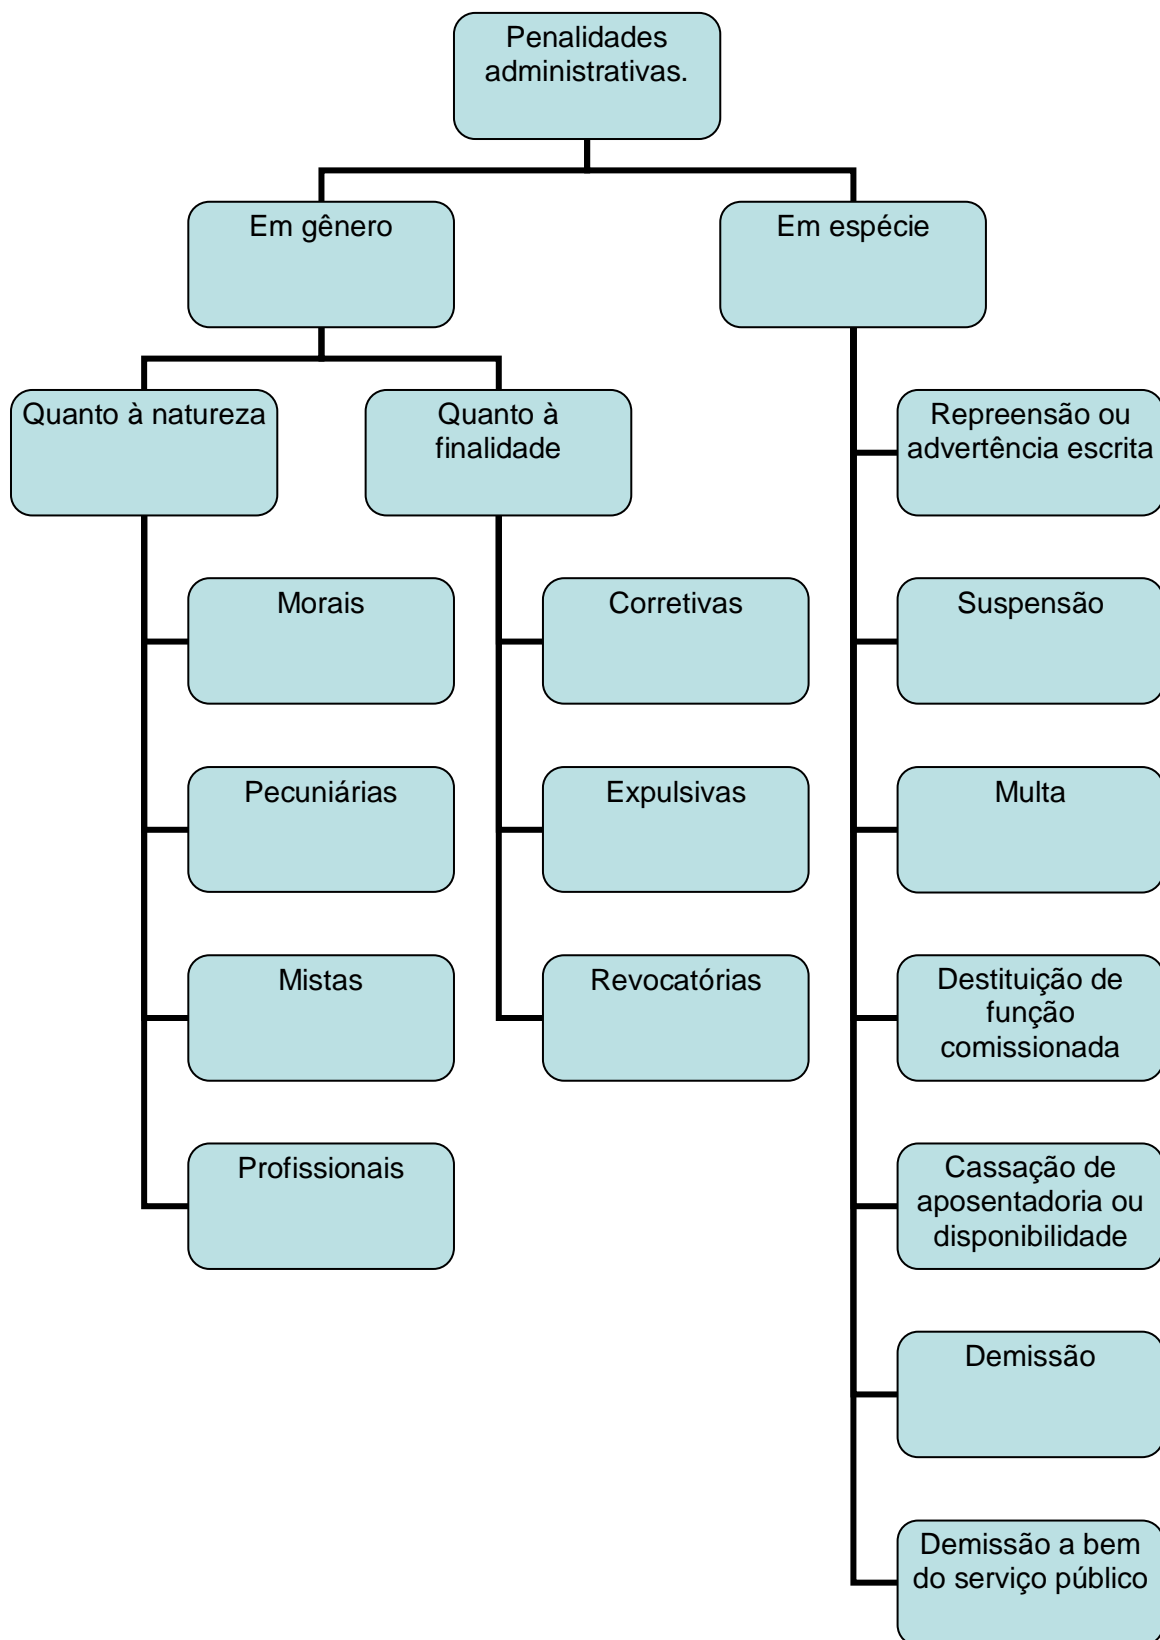 Penalidades
administrativas.
Em gênero
Em espécie
Quanto à natureza
Quanto à
finalidade
Repreensão ou
advertência escrita
Morais
Corretivas
Suspensão
Pecuniárias
Expulsivas
Multa
Mistas
Revocatórias
Destituição de
função
comissionada
Profissionais
Cassação de
aposentadoria ou
disponibilidade
Demissão
Demissão a bem
do serviço público